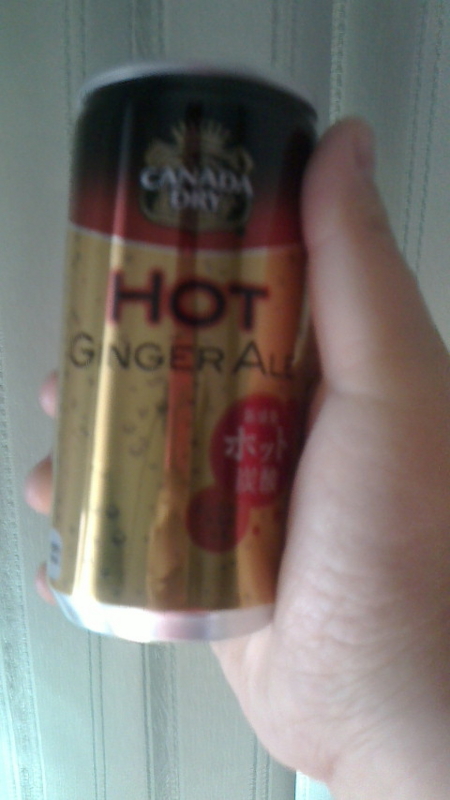 CANADA
DRY
HOT
GINGER ALE
ホット
炭酸